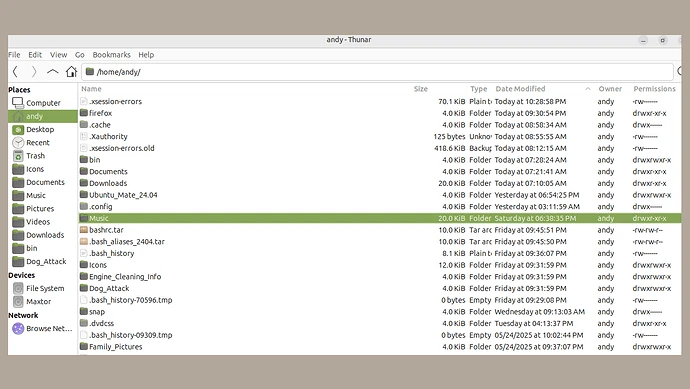 andy - Thunar
File Edit View Go Bookmarks Help
/home/andy/
Places
Computer
andy
Desktop
Recent
Trash
Icons
Documents
Music
Pictures
Videos
Downloads
bin
Dog_Attack
Devices
File System
Maxtor
Network
Browse Net...
Name Size Type Date Modified Owner Permissions
.xsession-errors 70.1 KiB Plain t Today at 10:28:58 PM andy -rw-------
firefox 4.0 KiB Folder Today at 09:30:54 PM andy drwxr-xr-x
.cache 4.0 KiB Folder Today at 08:58:34 AM andy drwx------
.Xauthority 125 bytes Unkno Today at 08:55:55 AM andy -rw-------
.xsession-errors.old 418.6 KiB Backu Today at 08:12:15 AM andy -rw-------
bin 4.0 KiB Folder Today at 07:28:24 AM andy drwxrwxr-x
Documents 4.0 KiB Folder Today at 07:21:41 AM andy drwxr-xr-x
Downloads 20.0 KiB Folder Today at 07:10:05 AM andy drwxr-xr-x
Ubuntu_Mate_24.04 4.0 KiB Folder Yesterday at 06:54:25 PM andy drwxrwxr-x
.config 4.0 KiB Folder Yesterday at 03:11:59 AM andy drwx------
Music 20.0 KiB Folder Saturday at 06:38:35 PM andy drwxr-xr-x
bashrc.tar 10.0 KiB Tar arc Friday at 09:45:51 PM andy -rw-rw-r--
.bash_aliases_2404.tar 10.0 KiB Tar arc Friday at 09:45:50 PM andy -rw-rw-r--
.bash_history 8.1 KiB Plain t Friday at 09:36:07 PM andy -rw-------
Icons 12.0 KiB Folder Friday at 09:31:59 PM andy drwxrwxr-x
Engine_Cleaning_Info 4.0 KiB Folder Friday at 09:31:59 PM andy drwxrwxr-x
Dog_Attack 4.0 KiB Folder Friday at 09:31:59 PM andy drwxrwxr-x
.bash_history-70596.tmp 0 bytes Empty Friday at 09:29:08 PM andy -rw-------
snap 4.0 KiB Folder Wednesday at 09:13:03 AM andy drwx------
.dvdcss 4.0 KiB Folder Tuesday at 04:13:37 PM andy drwxr-xr-x
.bash_history-09309.tmp 0 bytes Empty 05/24/2025 at 10:02:44 PM andy -rw-------
Family_Pictures 4.0 KiB Folder 05/24/2025 at 09:37:07 PM andy drwxrwxr-x